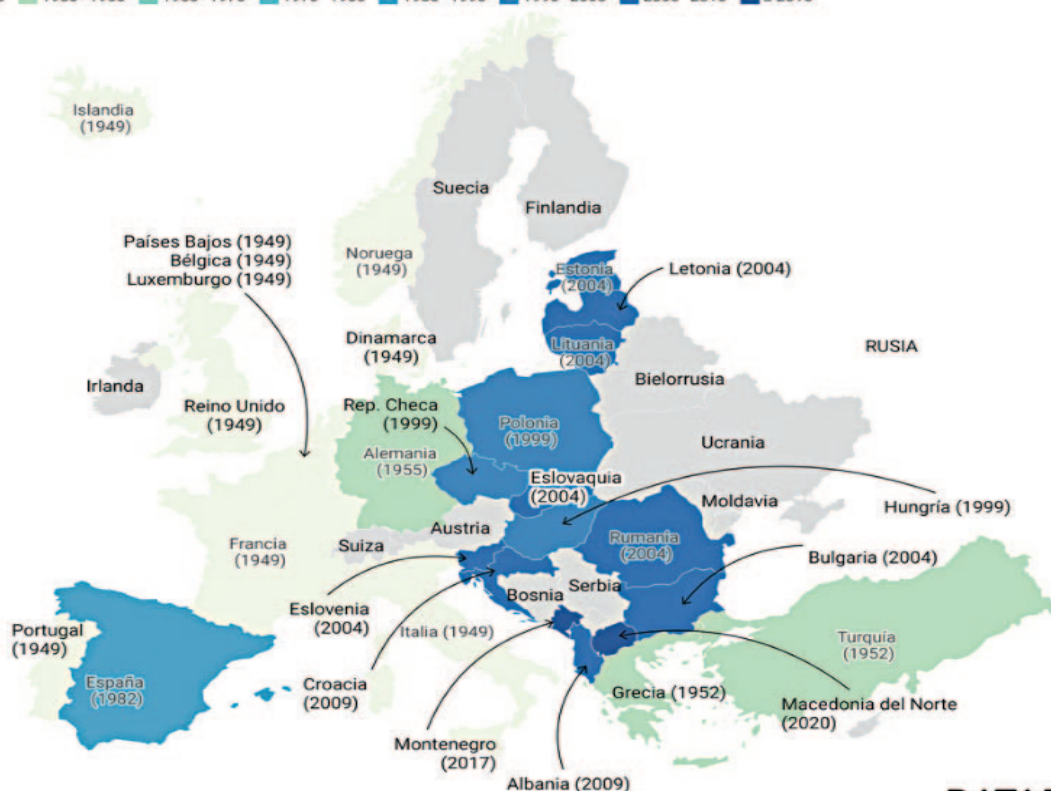 Islandia
(1949)
Suecia
Finlandia
Países Bajos (1949)
Bélgica (1949)
Luxemburgo (1949)
Noruega
(1949)
Estonia
(2004)
Letonia (2004)
Dinamarca
(1949)
Lituania
(2004)
RUSIA
Irlanda
Reino Unido
(1949)
Rep. Checa
(1999)
Polonia
(1999)
Bielorrusia
Alemania
(1955)
Ucrania
Eslovaquia
(2004)
Moldavia
Hungría (1999)
Austria
Suiza
Francia
(1949)
Rumania
(2004)
Bulgaria (2004)
Serbia
Bosnia
Eslovenia
(2004)
Italia (1949)
Portugal
(1949)
Turquía
(1952)
España
(1982)
Croacia
(2009)
Grecia (1952)
Macedonia del Norte
(2020)
Montenegro
(2017)
Albania (2009)